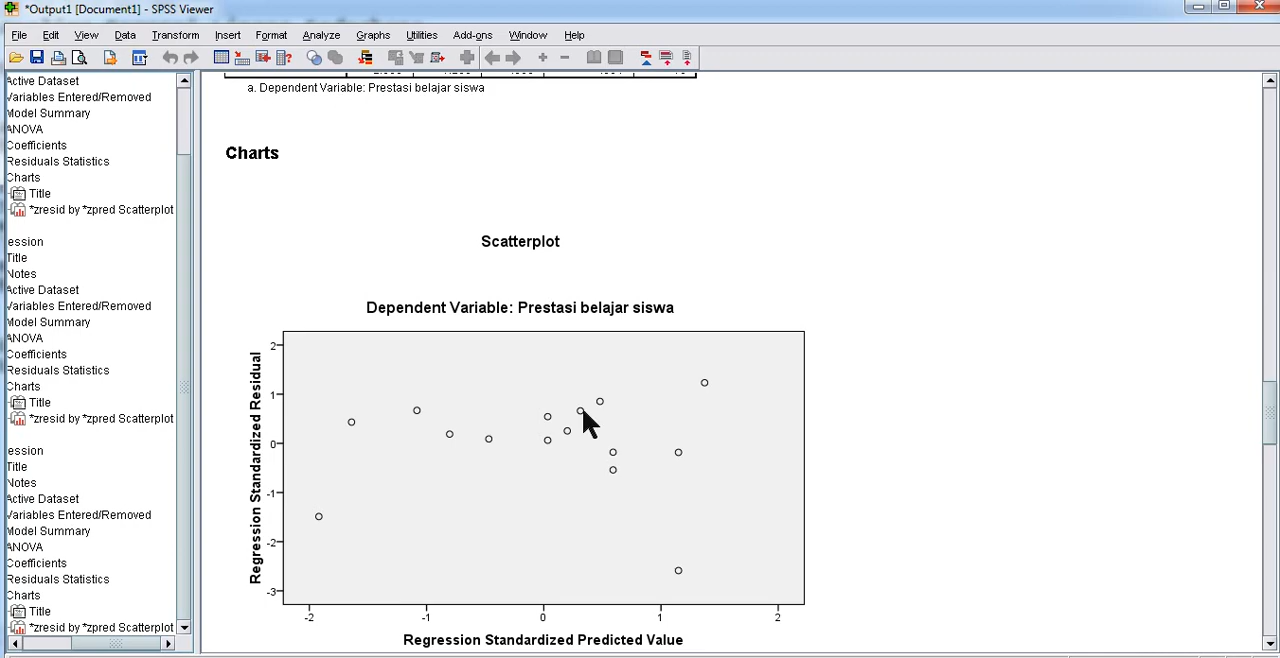 *Output1 [Document1] - SPSS Viewer
File Edit View Data Transform Insert Format Analyze Graphs Utilities Add-ons Window Help
Active Dataset
Variables Entered/Removed
Model Summary
ANOVA
Coefficients
Residuals Statistics
Charts
Title
*zresid by *zpred Scatterplot
ession
Title
Notes
Active Dataset
Variables Entered/Removed
Model Summary
ANOVA
Coefficients
Residuals Statistics
Charts
Title
*zresid by *zpred Scatterplot
ession
Title
Notes
Active Dataset
Variables Entered/Removed
Model Summary
ANOVA
Coefficients
Residuals Statistics
Charts
Title
*zresid by *zpred Scatterplot
a. Dependent Variable: Prestasi belajar siswa
Charts
Scatterplot
Dependent Variable: Prestasi belajar siswa
Regression Standardized Residual
2
1
0
-1
-2
-3
-2 -1 0 1 2
Regression Standardized Predicted Value